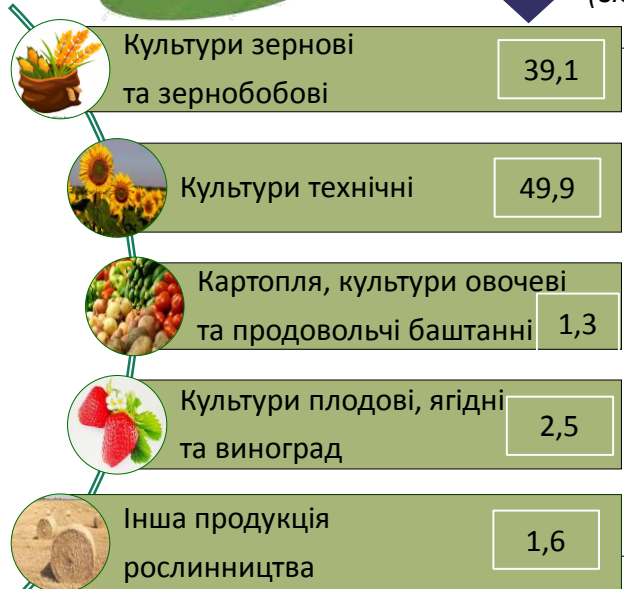 Культури зернові
та зернобобові
39,1
Культури технічні
49,9
Картопля, культури овочеві
та продовольчі баштанні
1,3
Культури плодові, ягідні
та виноград
2,5
Інша продукція
рослинництва
1,6